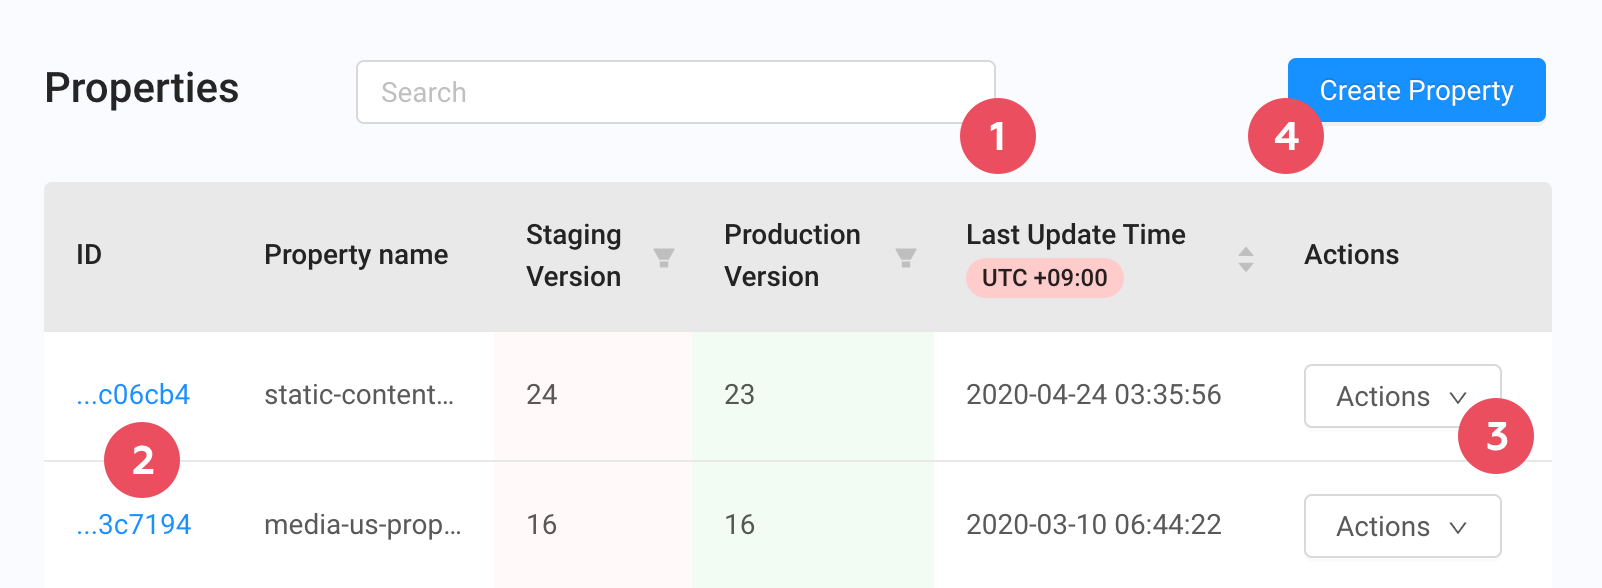 Properties
Search
Create Property
1
4
ID
Property name
Staging
Version
Production
Version
Last Update Time
UTC +09:00
Actions
...c06cb4
static-content...
24
23
2020-04-24 03:35:56
Actions
2
3
...3c7194
media-us-prop...
16
16
2020-03-10 06:44:22
Actions